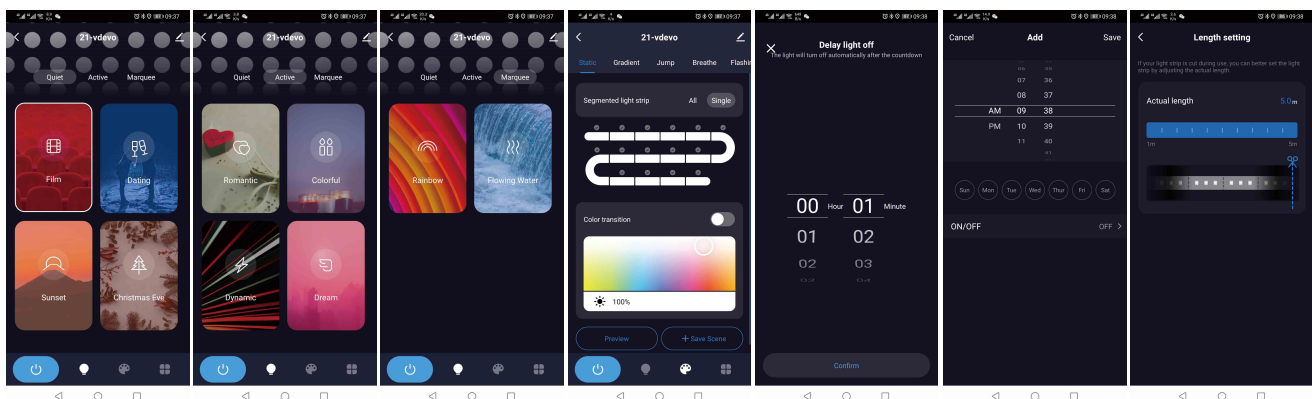 09:37
21-vdevo
Quiet
Active
Marquee
Film
Dating
Sunset
Christmas Eve
09:37
21-vdevo
Quiet
Active
Marquee
Romantic
Colorful
Dynamic
Dream
09:37
21-vdevo
Quiet
Active
Marquee
Rainbow
Flowing Water
09:37
21-vdevo
Static
Gradient
Jump
Breathe
Flashi
Segmented light strip
All
Single
Color transition
100%
Preview
+ Save Scene
09:38
Delay light off
The light will turn off automatically after the countdown
00 Hour 01 Minute
01 02
02 03
Confirm
09:38
Cancel
Add
Save
07 36
08 37
AM 09 38
PM 10 39
11 40
41
Sun
Mon
Tue
Wed
Thur
Fri
Sat
ON/OFF
OFF >
09:38
Length setting
If your light strip is cut during use, you can better set the light
strip by adjusting the actual length.
Actual length
5.0m
1m
5m